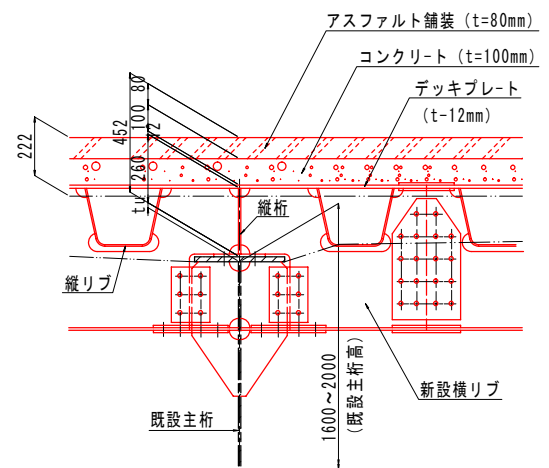 アスファルト舗装 (t=80mm)
コンクリート (t=100mm)
デッキプレート
(t-12mm)
80
100
12
260
tu
452
222
縦桁
縦リブ
1600~2000
(既設主桁高)
新設横リブ
既設主桁